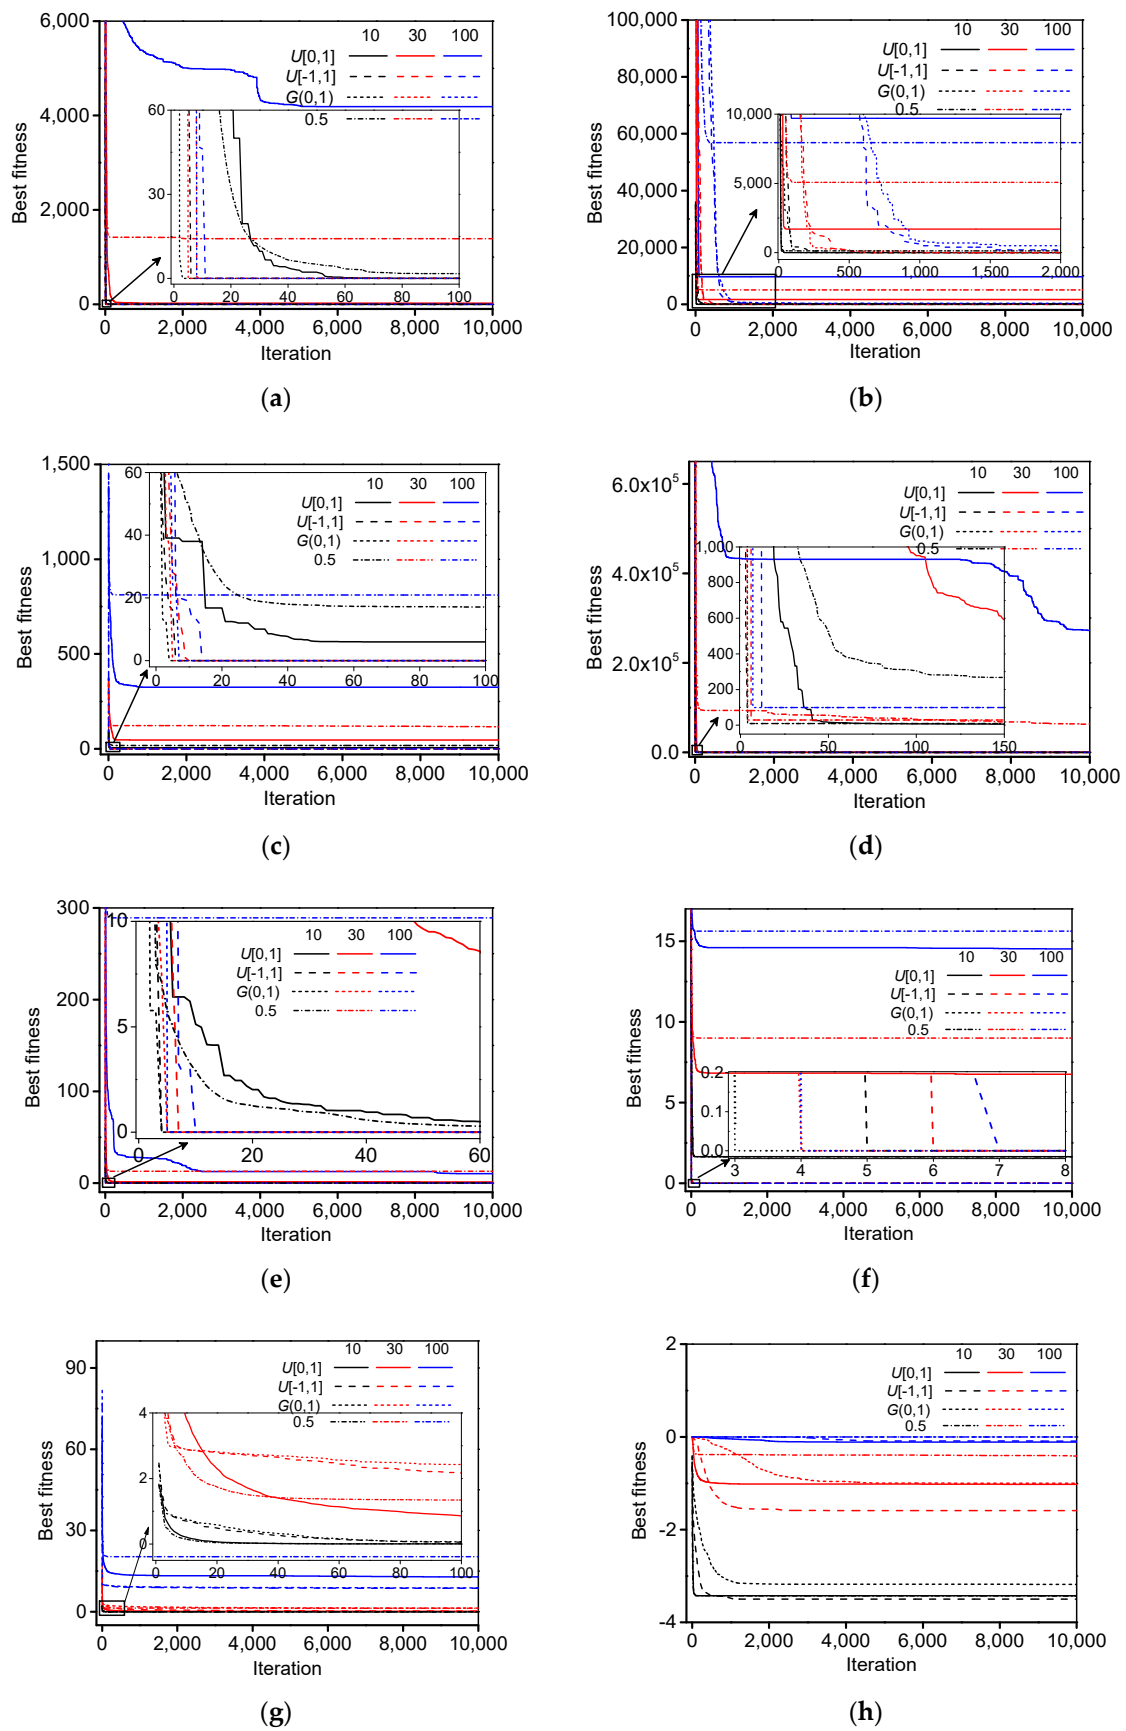 6,000
4,000
2,000
0
Best fitness
10 30 100
U[0,1]
U[-1,1]
G(0,1)
0.5
60
30
0
0 20 40 60 80 100
0 2,000 4,000 6,000 8,000 10,000
Iteration
(a)
100,000
80,000
60,000
40,000
20,000
0
Best fitness
10 30 100
U[0,1]
U[-1,1]
G(0,1)
0.5
10,000
5,000
0
0 500 1,000 1,500 2,000
0 2,000 4,000 6,000 8,000 10,000
Iteration
(b)
1,500
1,000
750
500
250
0
Best fitness
10 30 100
U[0,1]
U[-1,1]
G(0,1)
0.5
60
40
20
0
0 20 40 60 80 100
0 2,000 4,000 6,000 8,000 10,000
Iteration
(c)
6.0x10⁵
4.0x10⁵
2.0x10⁵
0.0
Best fitness
10 30 100
U[0,1]
U[-1,1]
G(0,1)
0.5
1,000
800
600
400
200
0
0 50 100 150
0 2,000 4,000 6,000 8,000 10,000
Iteration
(d)
300
200
100
0
Best fitness
10 30 100
U[0,1]
U[-1,1]
G(0,1)
0.5
10
5
0
0 20 40 60
0 2,000 4,000 6,000 8,000 10,000
Iteration
(e)
15
10
5
0
Best fitness
10 30 100
U[0,1]
U[-1,1]
G(0,1)
0.5
0.2
0.1
0.0
3 4 5 6 7 8
0 2,000 4,000 6,000 8,000 10,000
Iteration
(f)
90
60
30
0
Best fitness
10 30 100
U[0,1]
U[-1,1]
G(0,1)
0.5
4
2
0
0 20 40 60 80 100
0 2,000 4,000 6,000 8,000 10,000
Iteration
(g)
2
0
-2
-4
Best fitness
10 30 100
U[0,1]
U[-1,1]
G(0,1)
0.5
0 2,000 4,000 6,000 8,000 10,000
Iteration
(h)